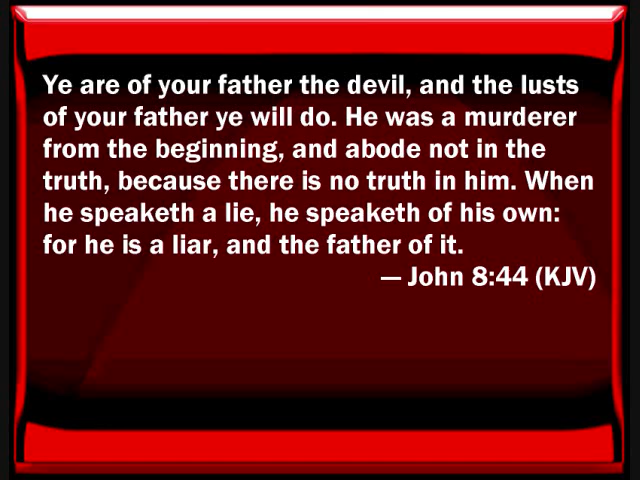 Ye are of your father the devil, and the lusts
of your father ye will do. He was a murderer
from the beginning, and abode not in the
truth, because there is no truth in him. When
he speaketh a lie, he speaketh of his own:
for he is a liar, and the father of it.
— John 8:44 (KJV)